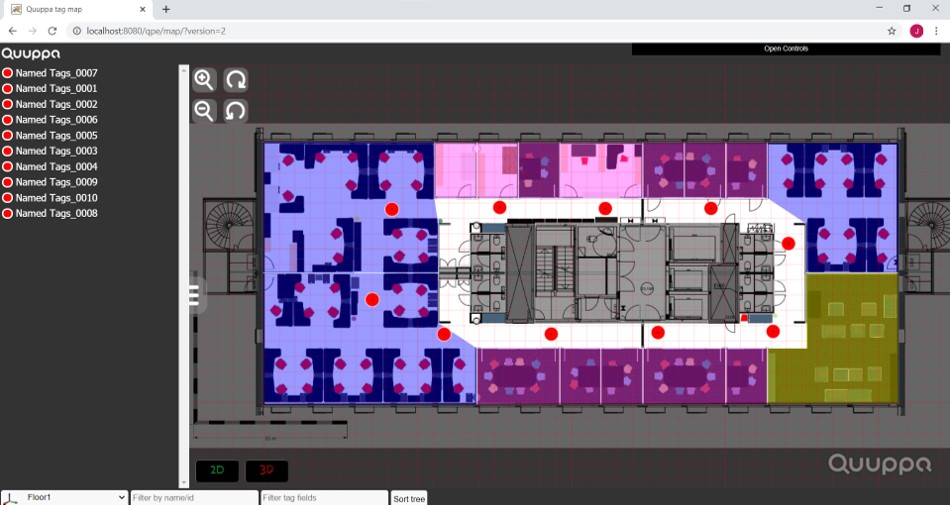 Quuppa tag map
localhost:8080/qpe/map/?version=2
J
Quuppa
Open Controls
Named Tags_0007
Named Tags_0001
Named Tags_0002
Named Tags_0006
Named Tags_0005
Named Tags_0003
Named Tags_0004
Named Tags_0009
Named Tags_0010
Named Tags_0008
2D
3D
Quuppa
Floor1
Filter by name/id
Filter tag fields
Sort tree